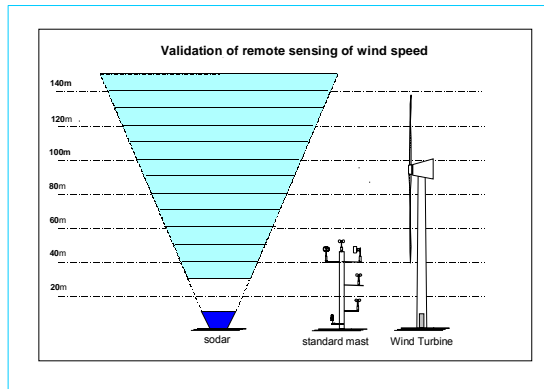 Validation of remote sensing of wind speed
140m
120m
100m
80m
60m
40m
20m
sodar
standard mast
Wind Turbine